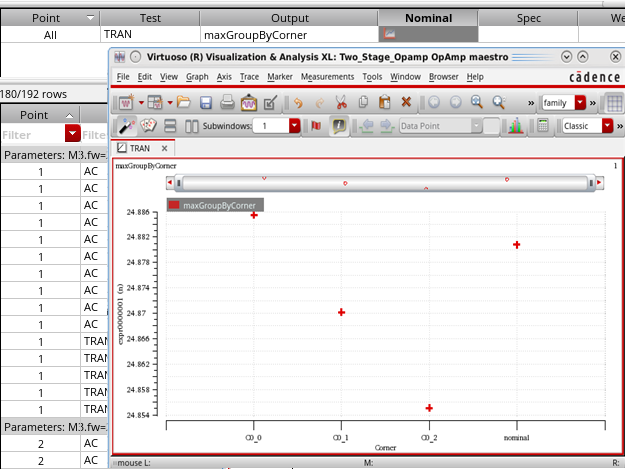 Point Test Output Nominal Spec We
All TRAN maxGroupByCorner
Virtuoso (R) Visualization & Analysis XL: Two_Stage_Opamp OpAmp maestro
File Edit View Graph Axis Trace Marker Measurements Tools Window Browser Help cādence
180/192 rows
» family »
Point
Subwindows: 1 Data Point Classic »
Filter Filte
TRAN
Parameters: M3.fw=
maxGroupByCorner 1
1 AC
1 AC
1 AC
1 AC
1 AC
1 AC
1 AC
1 AC
1 AC
1 AC
1 TRAN
1 TRAN
1 TRAN
1 TRAN
1 TRAN
Parameters: M3.fw=
2 AC
2 AC
maxGroupByCorner
24.886
24.882
24.878
24.874
24.87
24.866
24.862
24.858
24.854
expr0000001 (n)
C0_0 C0_1 C0_2 nominal
Corner
mouse L: M: R: